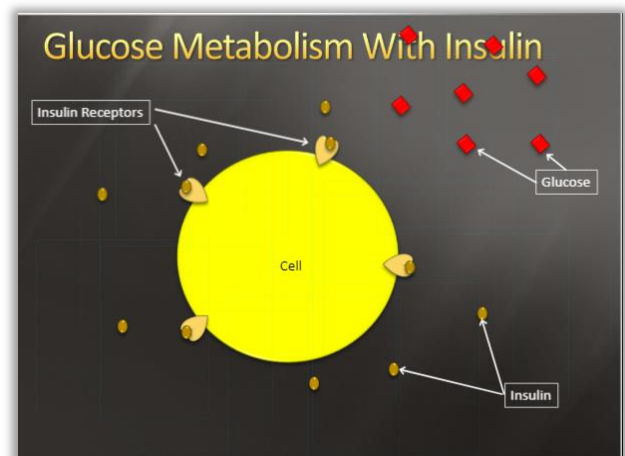 Glucose Metabolism With Insulin
Insulin Receptors
Glucose
Cell
Insulin